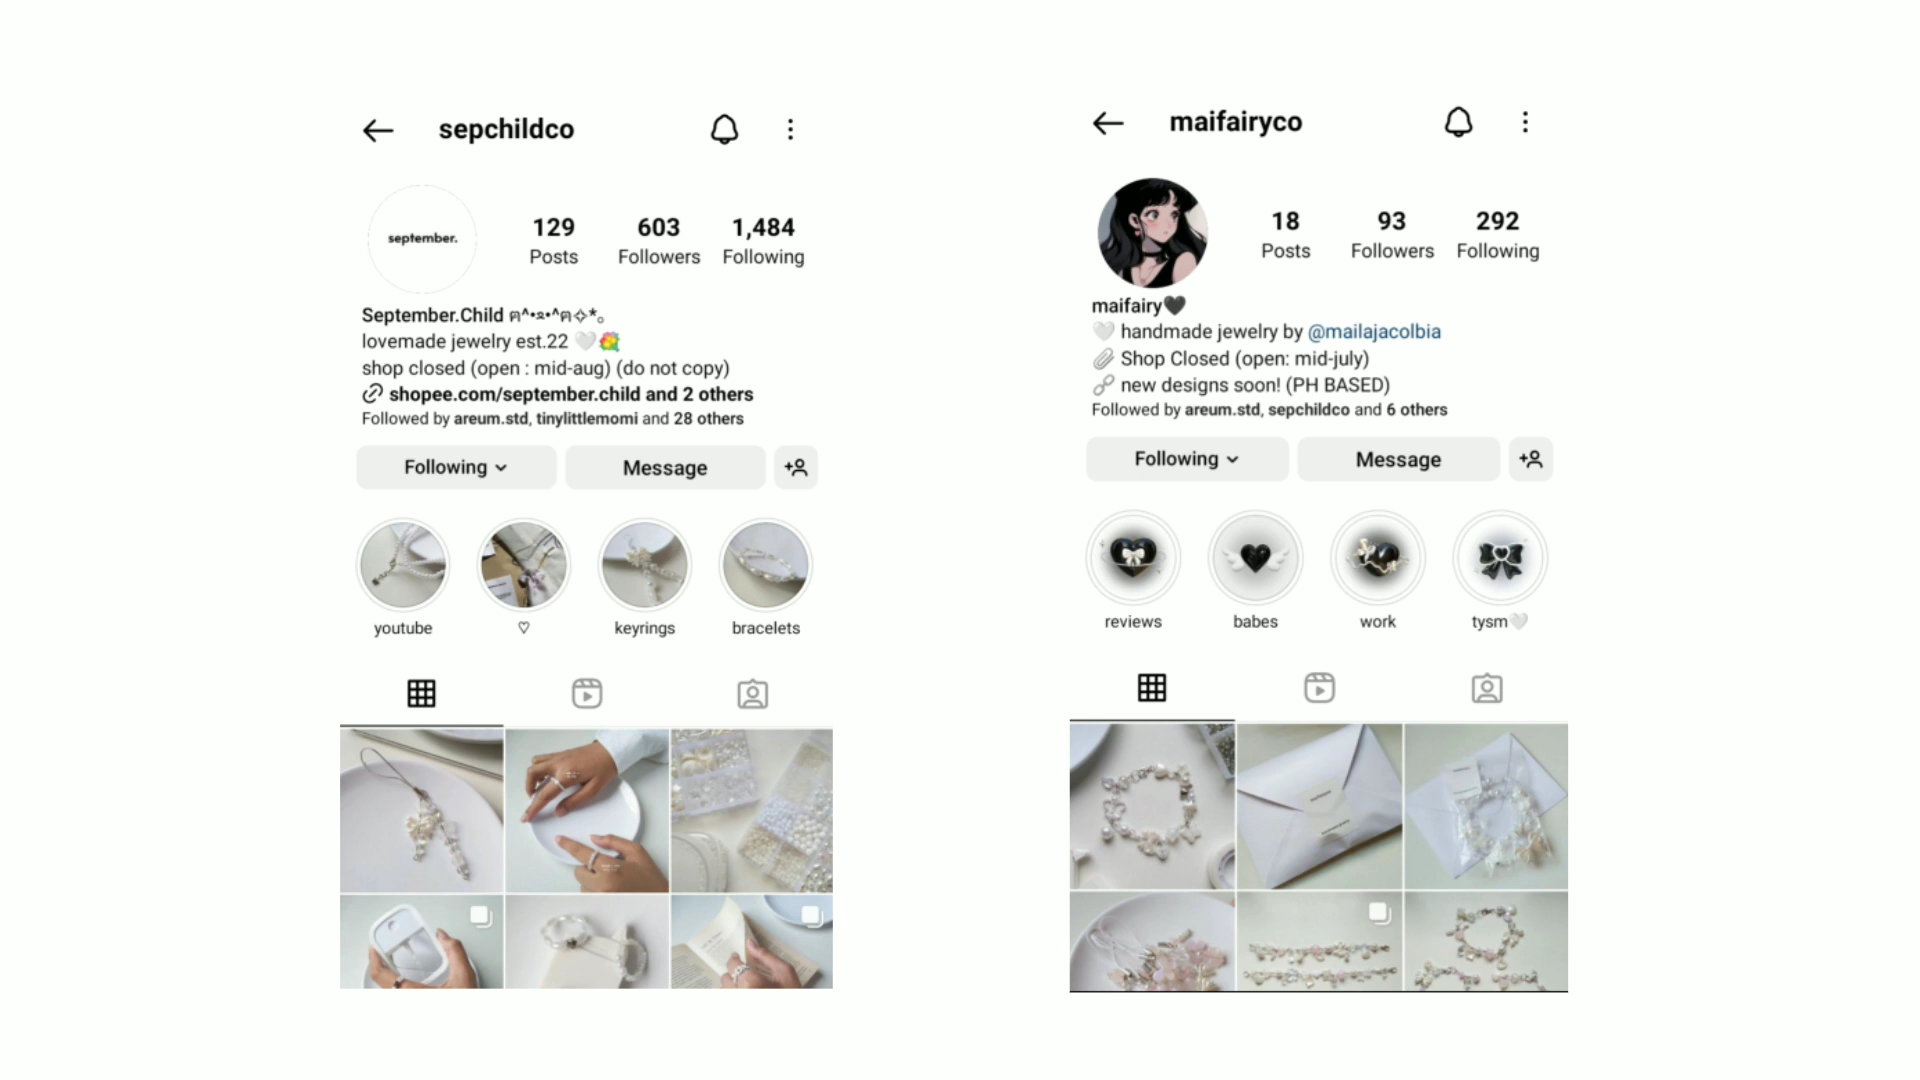 sepchildco
september.
129
603
1,484
Posts
Followers
Following
September.Child ฅ^•ﻌ•^ฅ✧*。
lovemade jewelry est.22 🤍💐
shop closed (open : mid-aug) (do not copy)
shopee.com/september.child and 2 others
Followed by areum.std, tinylittlemomi and 28 others
Following
Message
youtube
♡
keyrings
bracelets
maifairyco
18
93
292
Posts
Followers
Following
maifairy🖤
🤍 handmade jewelry by @mailajacolbia
📎 Shop Closed (open: mid-july)
🔗 new designs soon! (PH BASED)
Followed by areum.std, sepchildco and 6 others
Following
Message
reviews
babes
work
tysm🤍